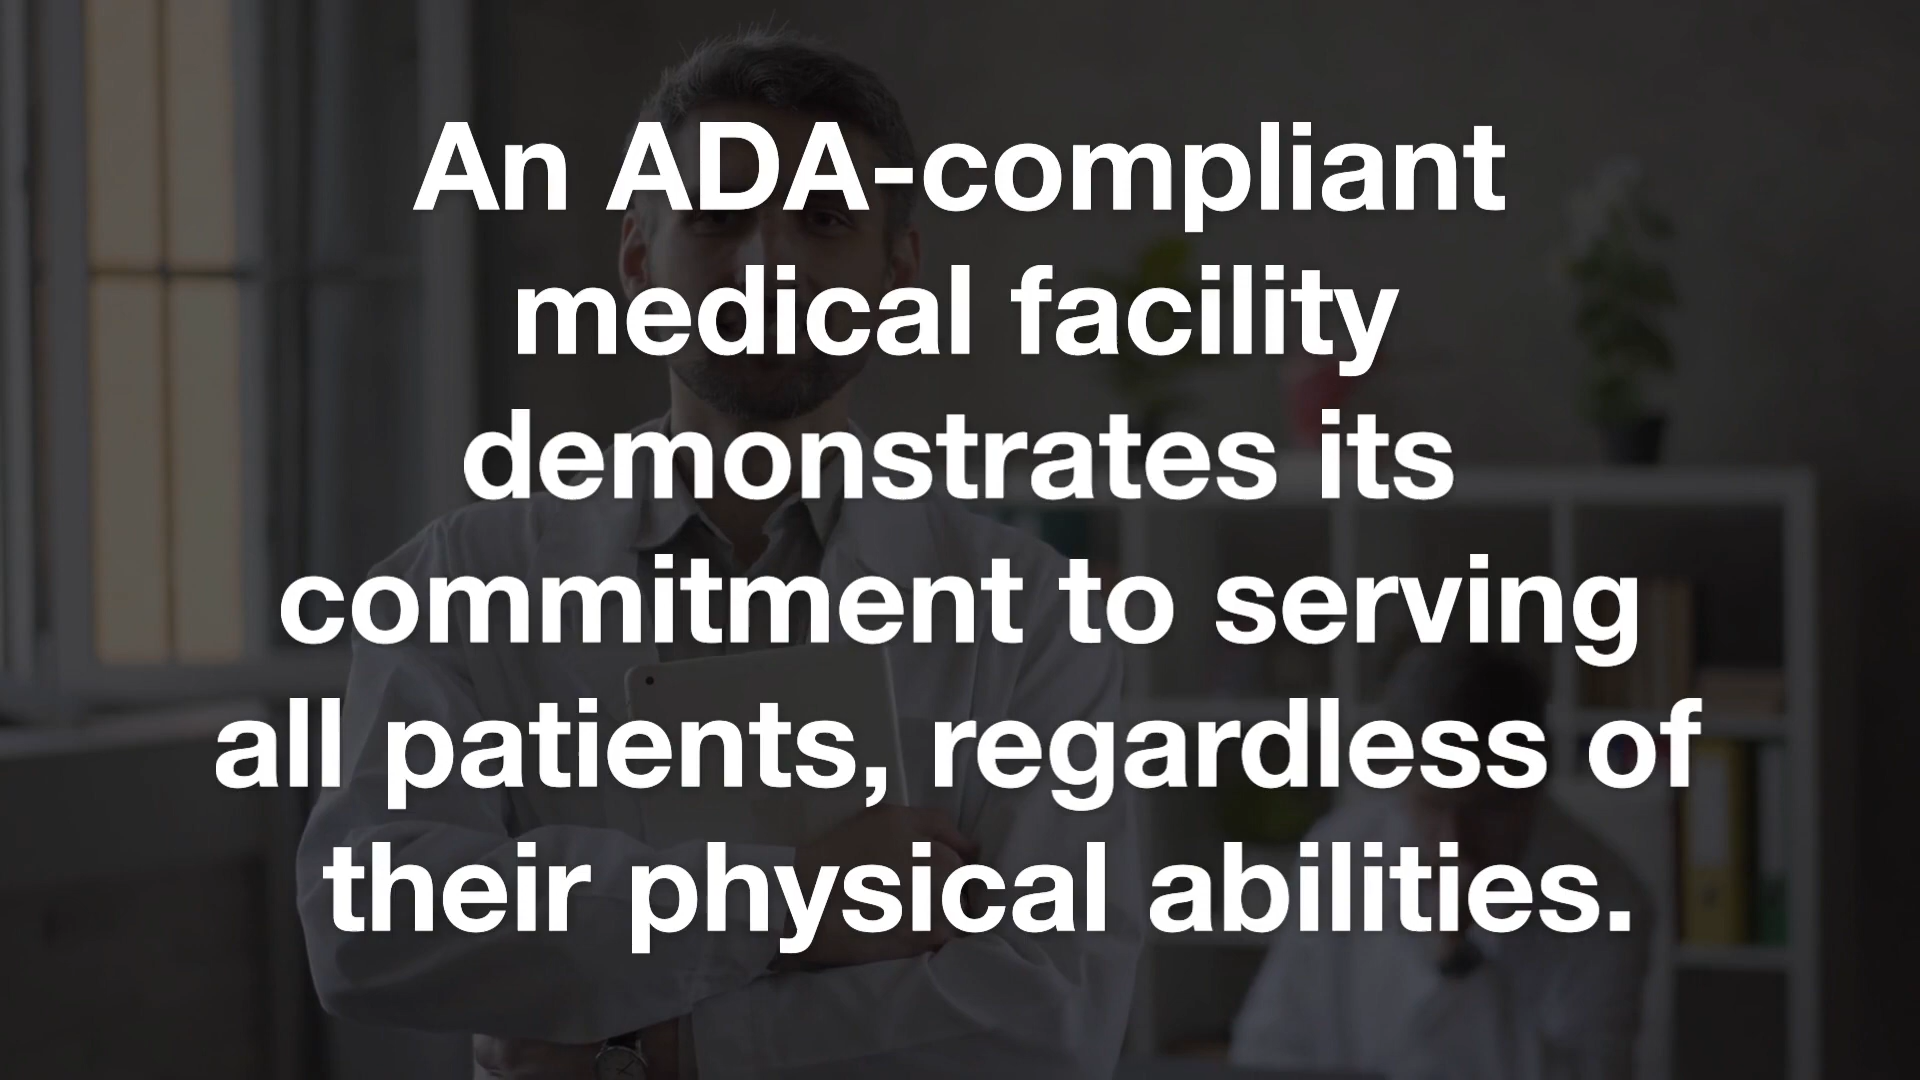 An ADA-compliant
medical facility
demonstrates its
commitment to serving
all patients, regardless of
their physical abilities.